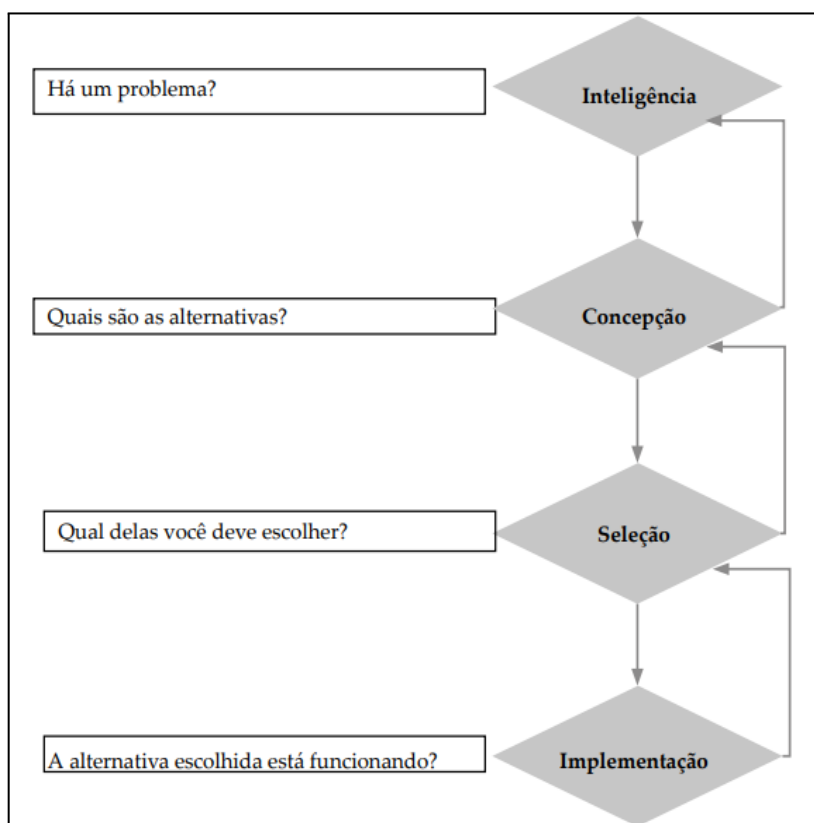 Há um problema?
Inteligência
Quais são as alternativas?
Concepção
Qual delas você deve escolher?
Seleção
A alternativa escolhida está funcionando?
Implementação